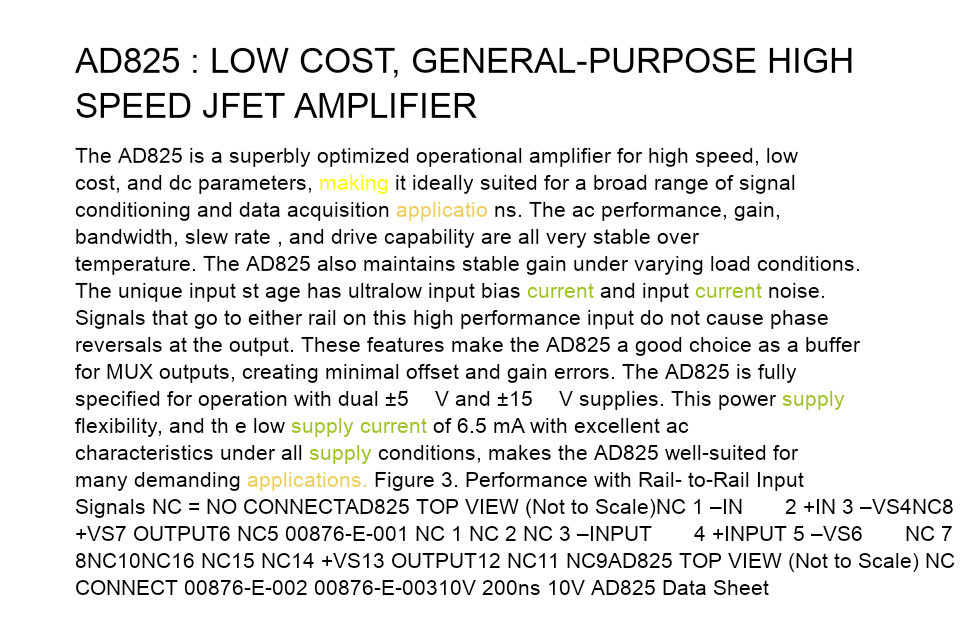 AD825 : LOW COST, GENERAL-PURPOSE HIGH
SPEED JFET AMPLIFIER
The AD825 is a superbly optimized operational amplifier for high speed, low
cost, and dc parameters, making it ideally suited for a broad range of signal
conditioning and data acquisition applicatio ns. The ac performance, gain,
bandwidth, slew rate , and drive capability are all very stable over
temperature. The AD825 also maintains stable gain under varying load conditions.
The unique input st age has ultralow input bias current and input current noise.
Signals that go to either rail on this high performance input do not cause phase
reversals at the output. These features make the AD825 a good choice as a buffer
for MUX outputs, creating minimal offset and gain errors. The AD825 is fully
specified for operation with dual ±5 V and ±15 V supplies. This power supply
flexibility, and th e low supply current of 6.5 mA with excellent ac
characteristics under all supply conditions, makes the AD825 well-suited for
many demanding applications. Figure 3. Performance with Rail- to-Rail Input
Signals NC = NO CONNECTAD825 TOP VIEW (Not to Scale)NC 1 –IN 2 +IN 3 –VS4NC8
+VS7 OUTPUT6 NC5 00876-E-001 NC 1 NC 2 NC 3 –INPUT 4 +INPUT 5 –VS6 NC 7
8NC10NC16 NC15 NC14 +VS13 OUTPUT12 NC11 NC9AD825 TOP VIEW (Not to Scale) NC
CONNECT 00876-E-002 00876-E-00310V 200ns 10V AD825 Data Sheet